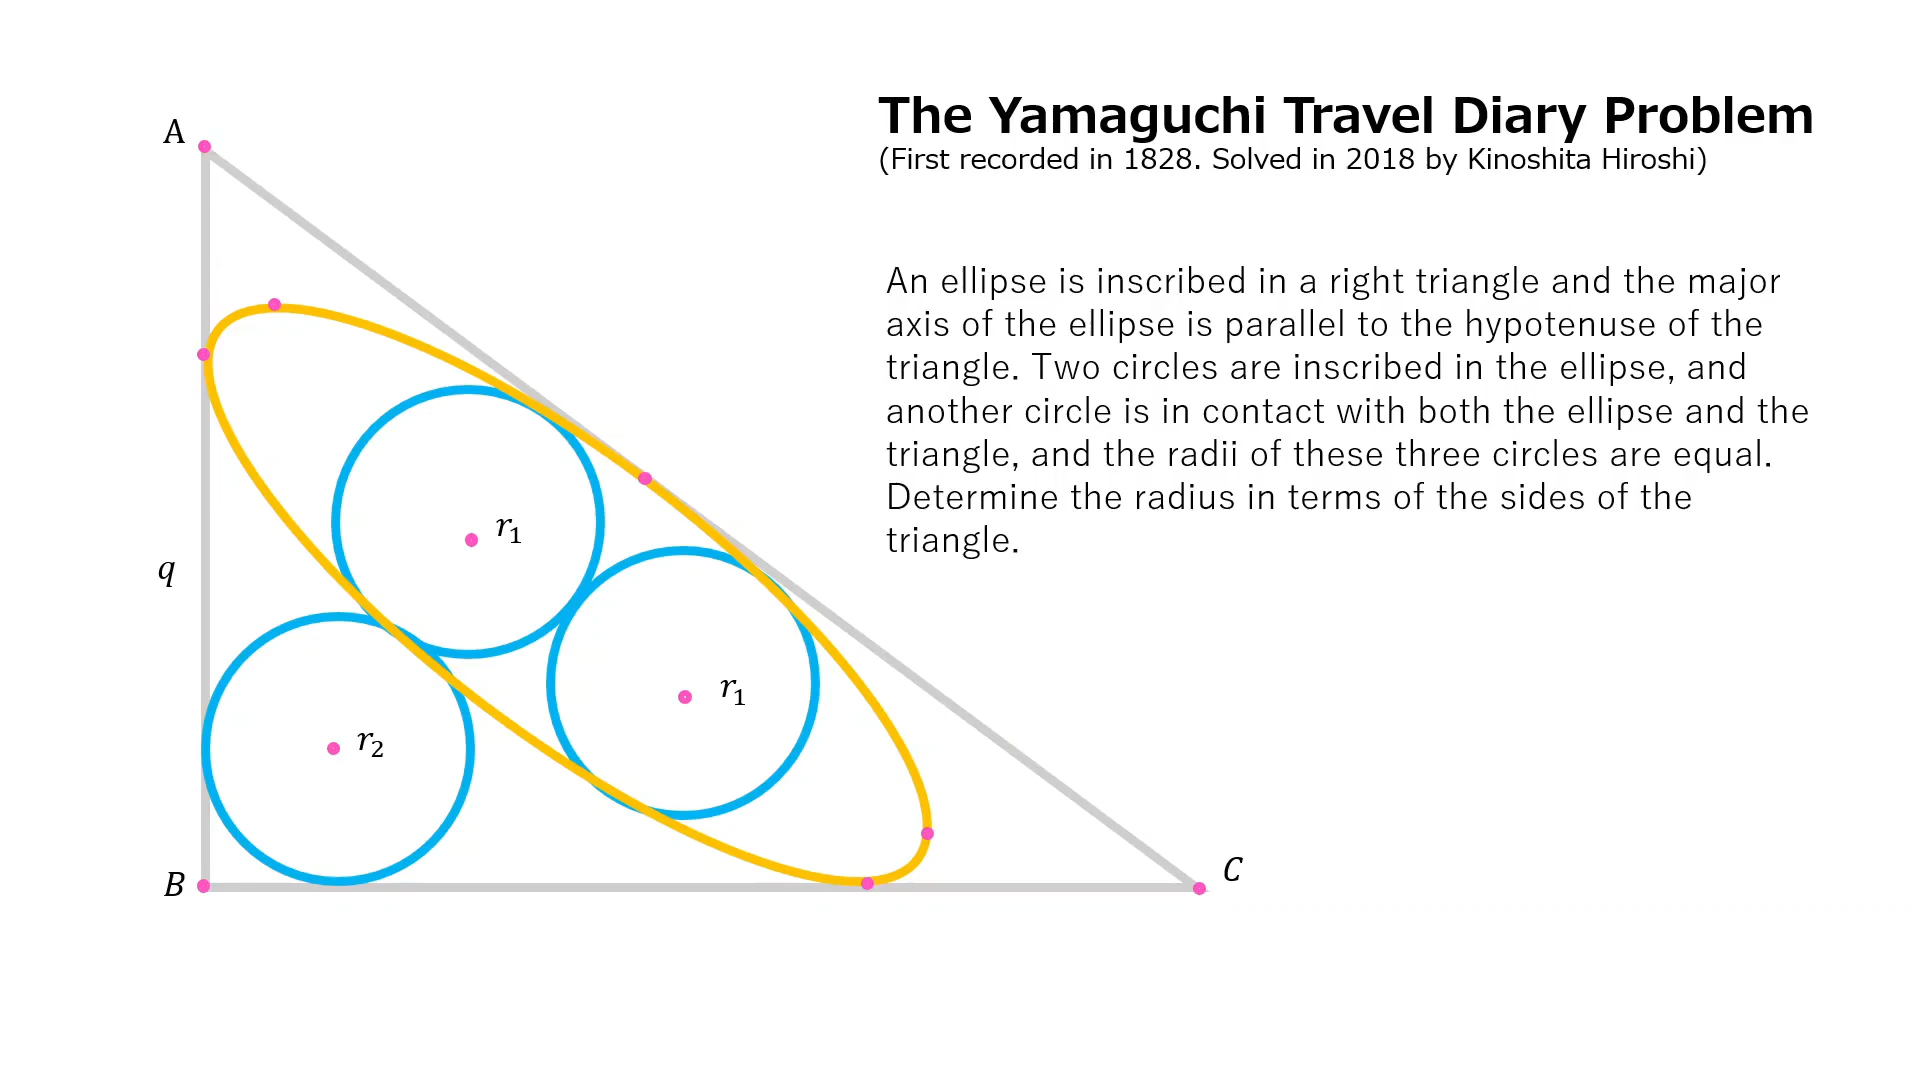 The Yamaguchi Travel Diary Problem
(First recorded in 1828. Solved in 2018 by Kinoshita Hiroshi)
A
An ellipse is inscribed in a right triangle and the major
axis of the ellipse is parallel to the hypotenuse of the
triangle. Two circles are inscribed in the ellipse, and
another circle is in contact with both the ellipse and the
triangle, and the radii of these three circles are equal.
Determine the radius in terms of the sides of the
triangle.
r₁
q
r₁
r₂
B
C